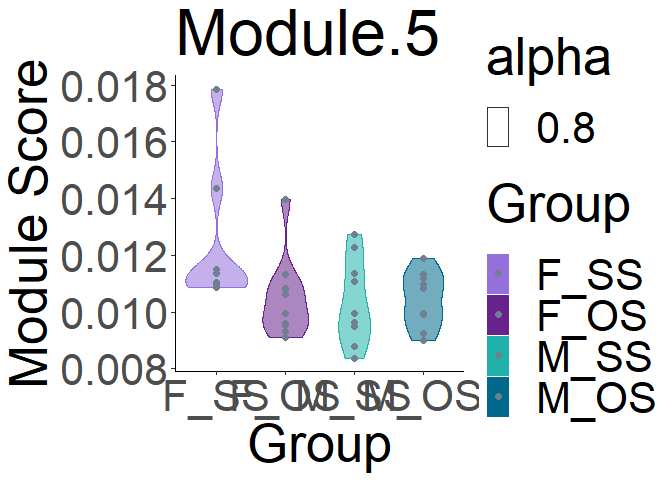 Module.5
Module Score
0.018
0.016
0.014
0.012
0.010
0.008
F_SS
F_OS
M_SS
M_OS
Group
alpha
0.8
Group
F_SS
F_OS
M_SS
M_OS